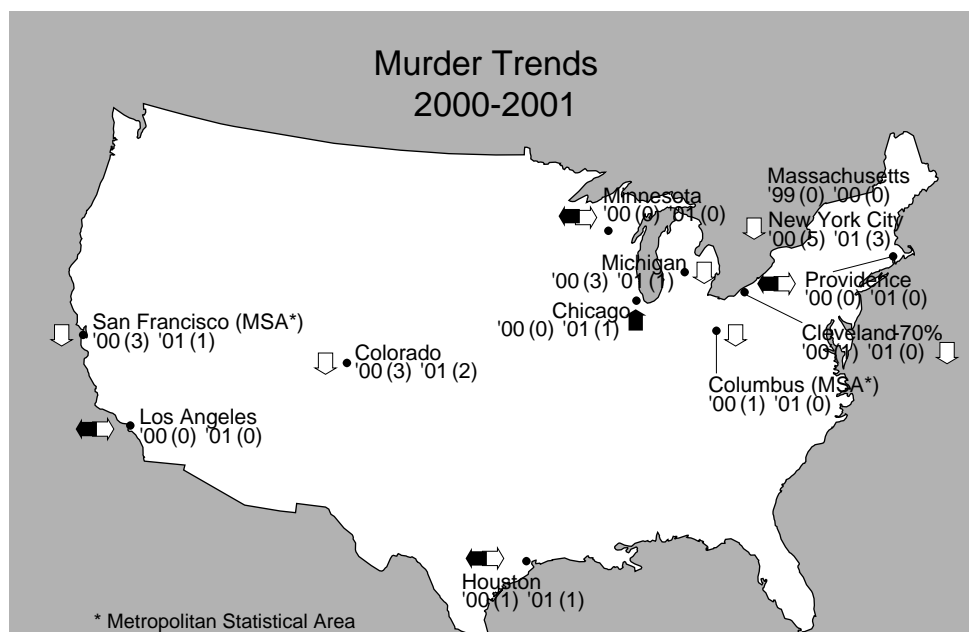 Murder Trends
2000-2001
Massachusetts
'99 (0) '00 (0)
Minnesota
'00 (0) '01 (0)
New York City
'00 (5) '01 (3)
Michigan
'00 (3) '01 (1)
Providence
'00 (0) '01 (0)
Chicago
'00 (0) '01 (1)
San Francisco (MSA*)
'00 (3) '01 (1)
Cleveland -70%
'00 (1) '01 (0)
Colorado
'00 (3) '01 (2)
Columbus (MSA*)
'00 (1) '01 (0)
Los Angeles
'00 (0) '01 (0)
Houston
'00 (1) '01 (1)
* Metropolitan Statistical Area